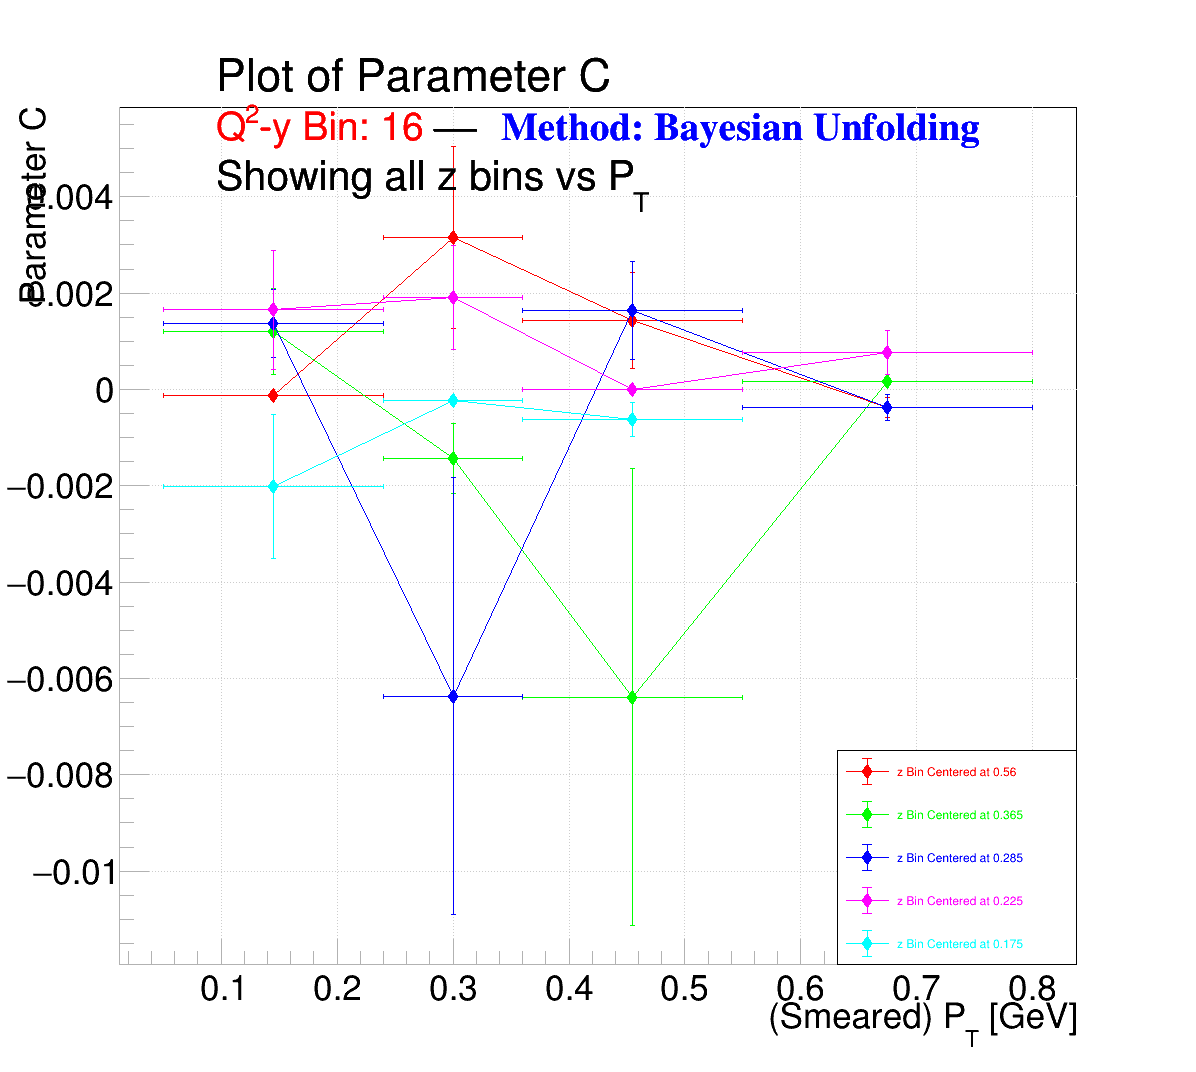 Plot of Parameter C
Q²-y Bin: 16 — Method: Bayesian Unfolding
Showing all z bins vs P_T
Parameter C
0.004
0.002
0
−0.002
−0.004
−0.006
−0.008
−0.01
z Bin Centered at 0.56
z Bin Centered at 0.365
z Bin Centered at 0.285
z Bin Centered at 0.225
z Bin Centered at 0.175
0.1 0.2 0.3 0.4 0.5 0.6 0.7 0.8
(Smeared) P_T [GeV]